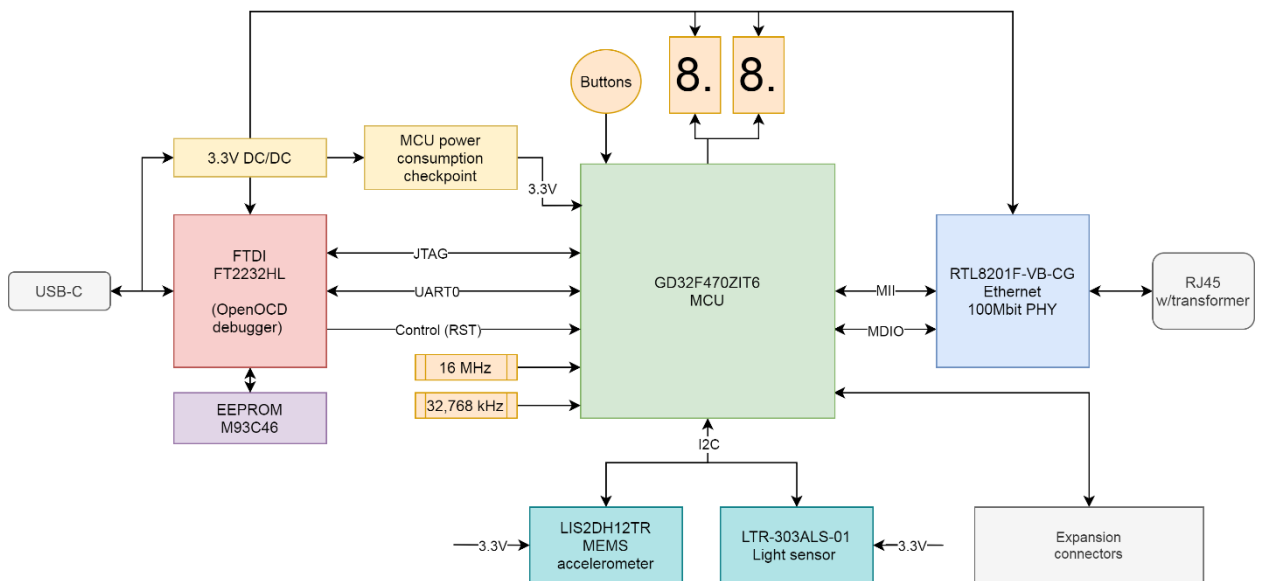 8.
8.
Buttons
3.3V DC/DC
MCU power
consumption
checkpoint
3.3V
FTDI
FT2232HL
(OpenOCD
debugger)
JTAG
UART0
Control (RST)
GD32F470ZIT6
MCU
MII
MDIO
RTL8201F-VB-CG
Ethernet
100Mbit PHY
RJ45
w/transformer
USB-C
16 MHz
32,768 kHz
EEPROM
M93C46
I2C
3.3V
LIS2DH12TR
MEMS
accelerometer
LTR-303ALS-01
Light sensor
3.3V
Expansion
connectors